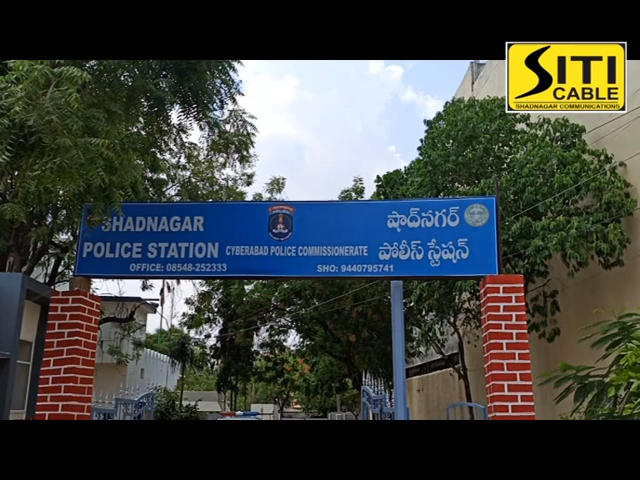 SITI
CABLE
SHADNAGAR COMMUNICATIONS
SHADNAGAR
POLICE STATION
CYBERABAD POLICE COMMISSIONERATE
షాద్‌నగర్
పోలీస్ స్టేషన్
OFFICE: 08548-252333
SHO: 9440795741